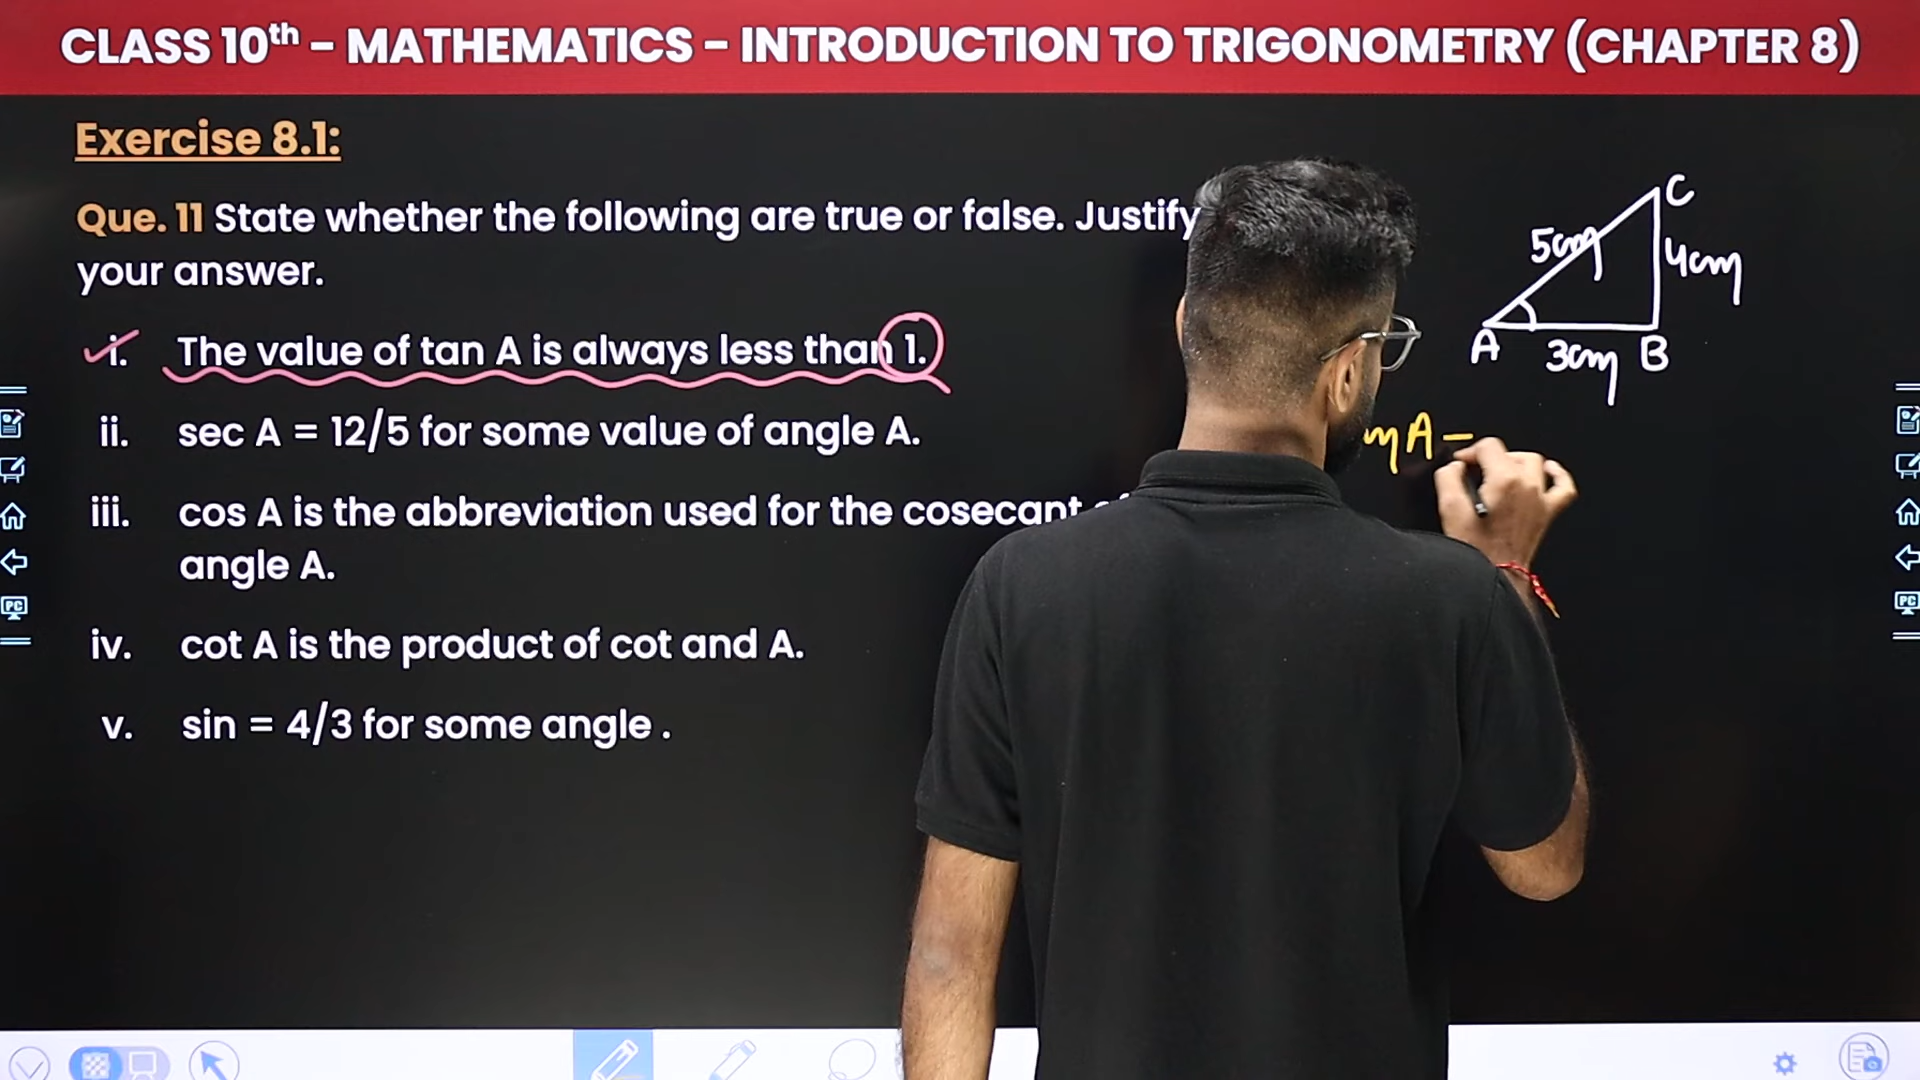 CLASS 10th – MATHEMATICS – INTRODUCTION TO TRIGONOMETRY (CHAPTER 8)
Exercise 8.1:
Que. 11 State whether the following are true or false. Justify
your answer.
i. The value of tan A is always less than 1.
ii. sec A = 12/5 for some value of angle A.
iii. cos A is the abbreviation used for the cosecant
angle A.
iv. cot A is the product of cot and A.
v. sin = 4/3 for some angle .
C
5cm
4cm
A 3cm B
A
PC
PC